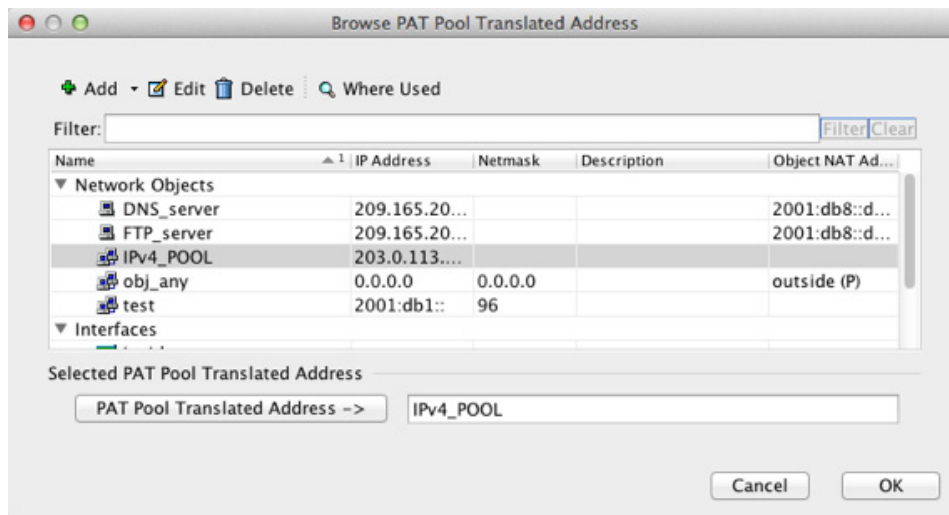 Browse PAT Pool Translated Address
Add Edit Delete Where Used
Filter: Filter Clear
Name 1 IP Address Netmask Description Object NAT Ad...
Network Objects
DNS_server 209.165.20... 2001:db8::d...
FTP_server 209.165.20... 2001:db8::d...
IPv4_POOL 203.0.113....
obj_any 0.0.0.0 0.0.0.0 outside (P)
test 2001:db1:: 96
Interfaces
Selected PAT Pool Translated Address
PAT Pool Translated Address -> IPv4_POOL
Cancel OK